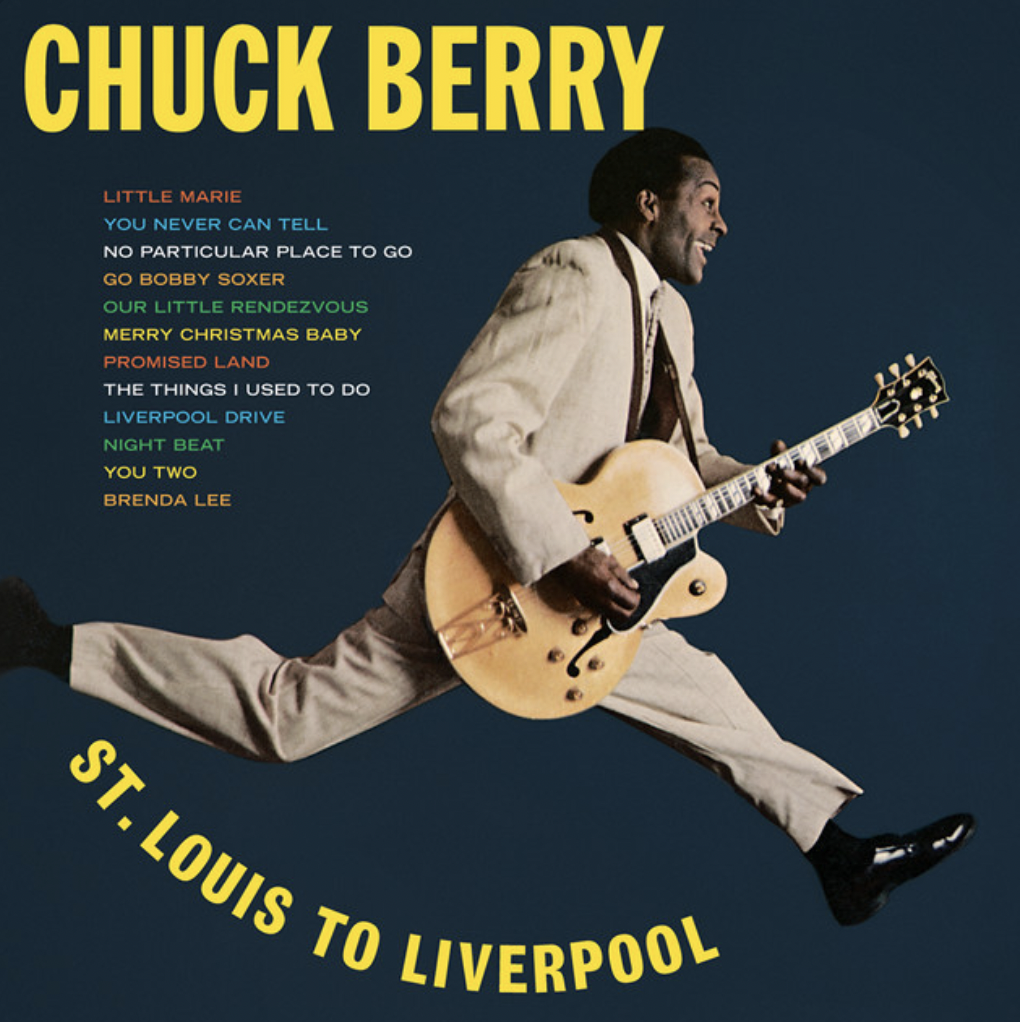 CHUCK BERRY
LITTLE MARIE
YOU NEVER CAN TELL
NO PARTICULAR PLACE TO GO
GO BOBBY SOXER
OUR LITTLE RENDEZVOUS
MERRY CHRISTMAS BABY
PROMISED LAND
THE THINGS I USED TO DO
LIVERPOOL DRIVE
NIGHT BEAT
YOU TWO
BRENDA LEE
ST. LOUIS TO LIVERPOOL